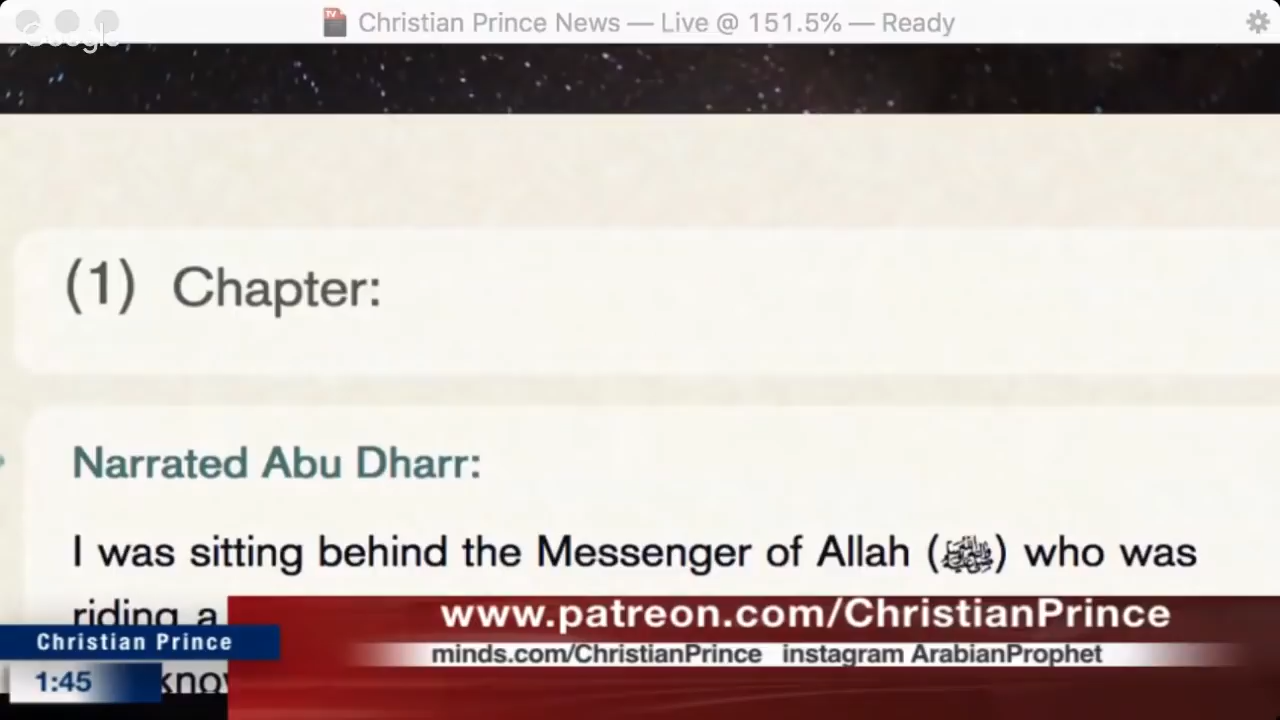 Christian Prince News — Live @ 151.5% — Ready
Google
(1) Chapter:
Narrated Abu Dharr:
I was sitting behind the Messenger of Allah (ﷺ) who was
riding a
www.patreon.com/ChristianPrince
Christian Prince
minds.com/ChristianPrince instagram ArabianProphet
1:45